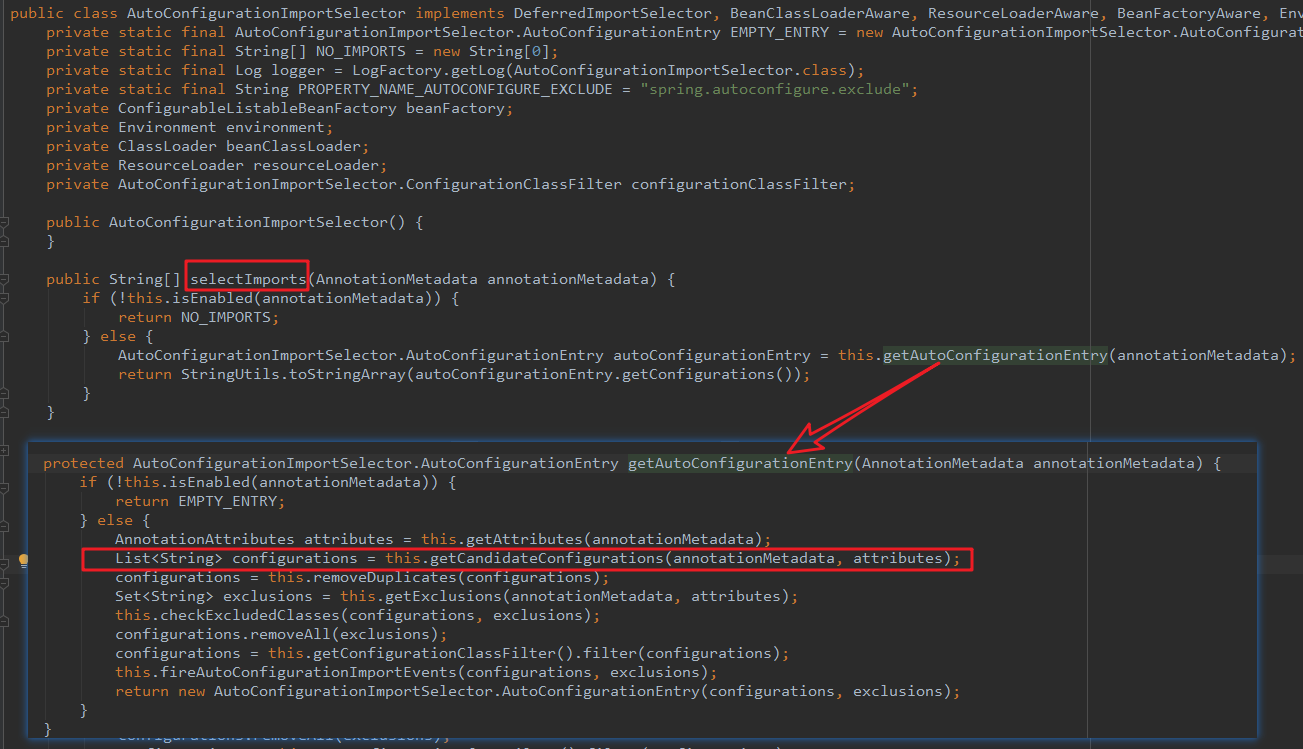 public class AutoConfigurationImportSelector implements DeferredImportSelector, BeanClassLoaderAware, ResourceLoaderAware, BeanFactoryAware, Env
private static final AutoConfigurationImportSelector.AutoConfigurationEntry EMPTY_ENTRY = new AutoConfigurationImportSelector.AutoConfigurat
private static final String[] NO_IMPORTS = new String[0];
private static final Log logger = LogFactory.getLog(AutoConfigurationImportSelector.class);
private static final String PROPERTY_NAME_AUTOCONFIGURE_EXCLUDE = "spring.autoconfigure.exclude";
private ConfigurableListableBeanFactory beanFactory;
private Environment environment;
private ClassLoader beanClassLoader;
private ResourceLoader resourceLoader;
private AutoConfigurationImportSelector.ConfigurationClassFilter configurationClassFilter;
public AutoConfigurationImportSelector() {
}
public String[] selectImports(AnnotationMetadata annotationMetadata) {
if (!this.isEnabled(annotationMetadata)) {
return NO_IMPORTS;
} else {
AutoConfigurationImportSelector.AutoConfigurationEntry autoConfigurationEntry = this.getAutoConfigurationEntry(annotationMetadata);
return StringUtils.toStringArray(autoConfigurationEntry.getConfigurations());
}
}
protected AutoConfigurationImportSelector.AutoConfigurationEntry getAutoConfigurationEntry(AnnotationMetadata annotationMetadata) {
if (!this.isEnabled(annotationMetadata)) {
return EMPTY_ENTRY;
} else {
AnnotationAttributes attributes = this.getAttributes(annotationMetadata);
List<String> configurations = this.getCandidateConfigurations(annotationMetadata, attributes);
configurations = this.removeDuplicates(configurations);
Set<String> exclusions = this.getExclusions(annotationMetadata, attributes);
this.checkExcludedClasses(configurations, exclusions);
configurations.removeAll(exclusions);
configurations = this.getConfigurationClassFilter().filter(configurations);
this.fireAutoConfigurationImportEvents(configurations, exclusions);
return new AutoConfigurationImportSelector.AutoConfigurationEntry(configurations, exclusions);
}
}